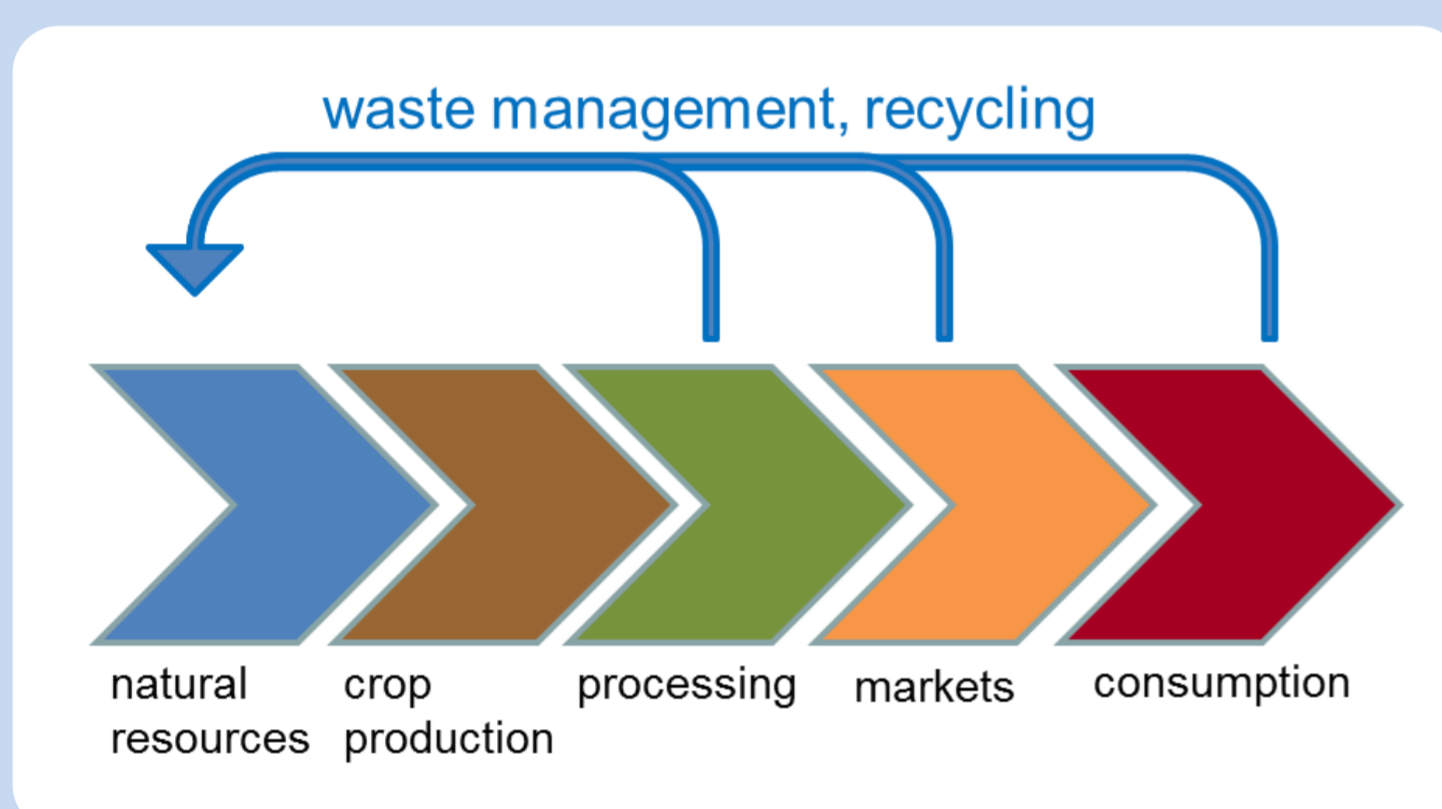 waste management, recycling
natural
resources
crop
production
processing
markets
consumption